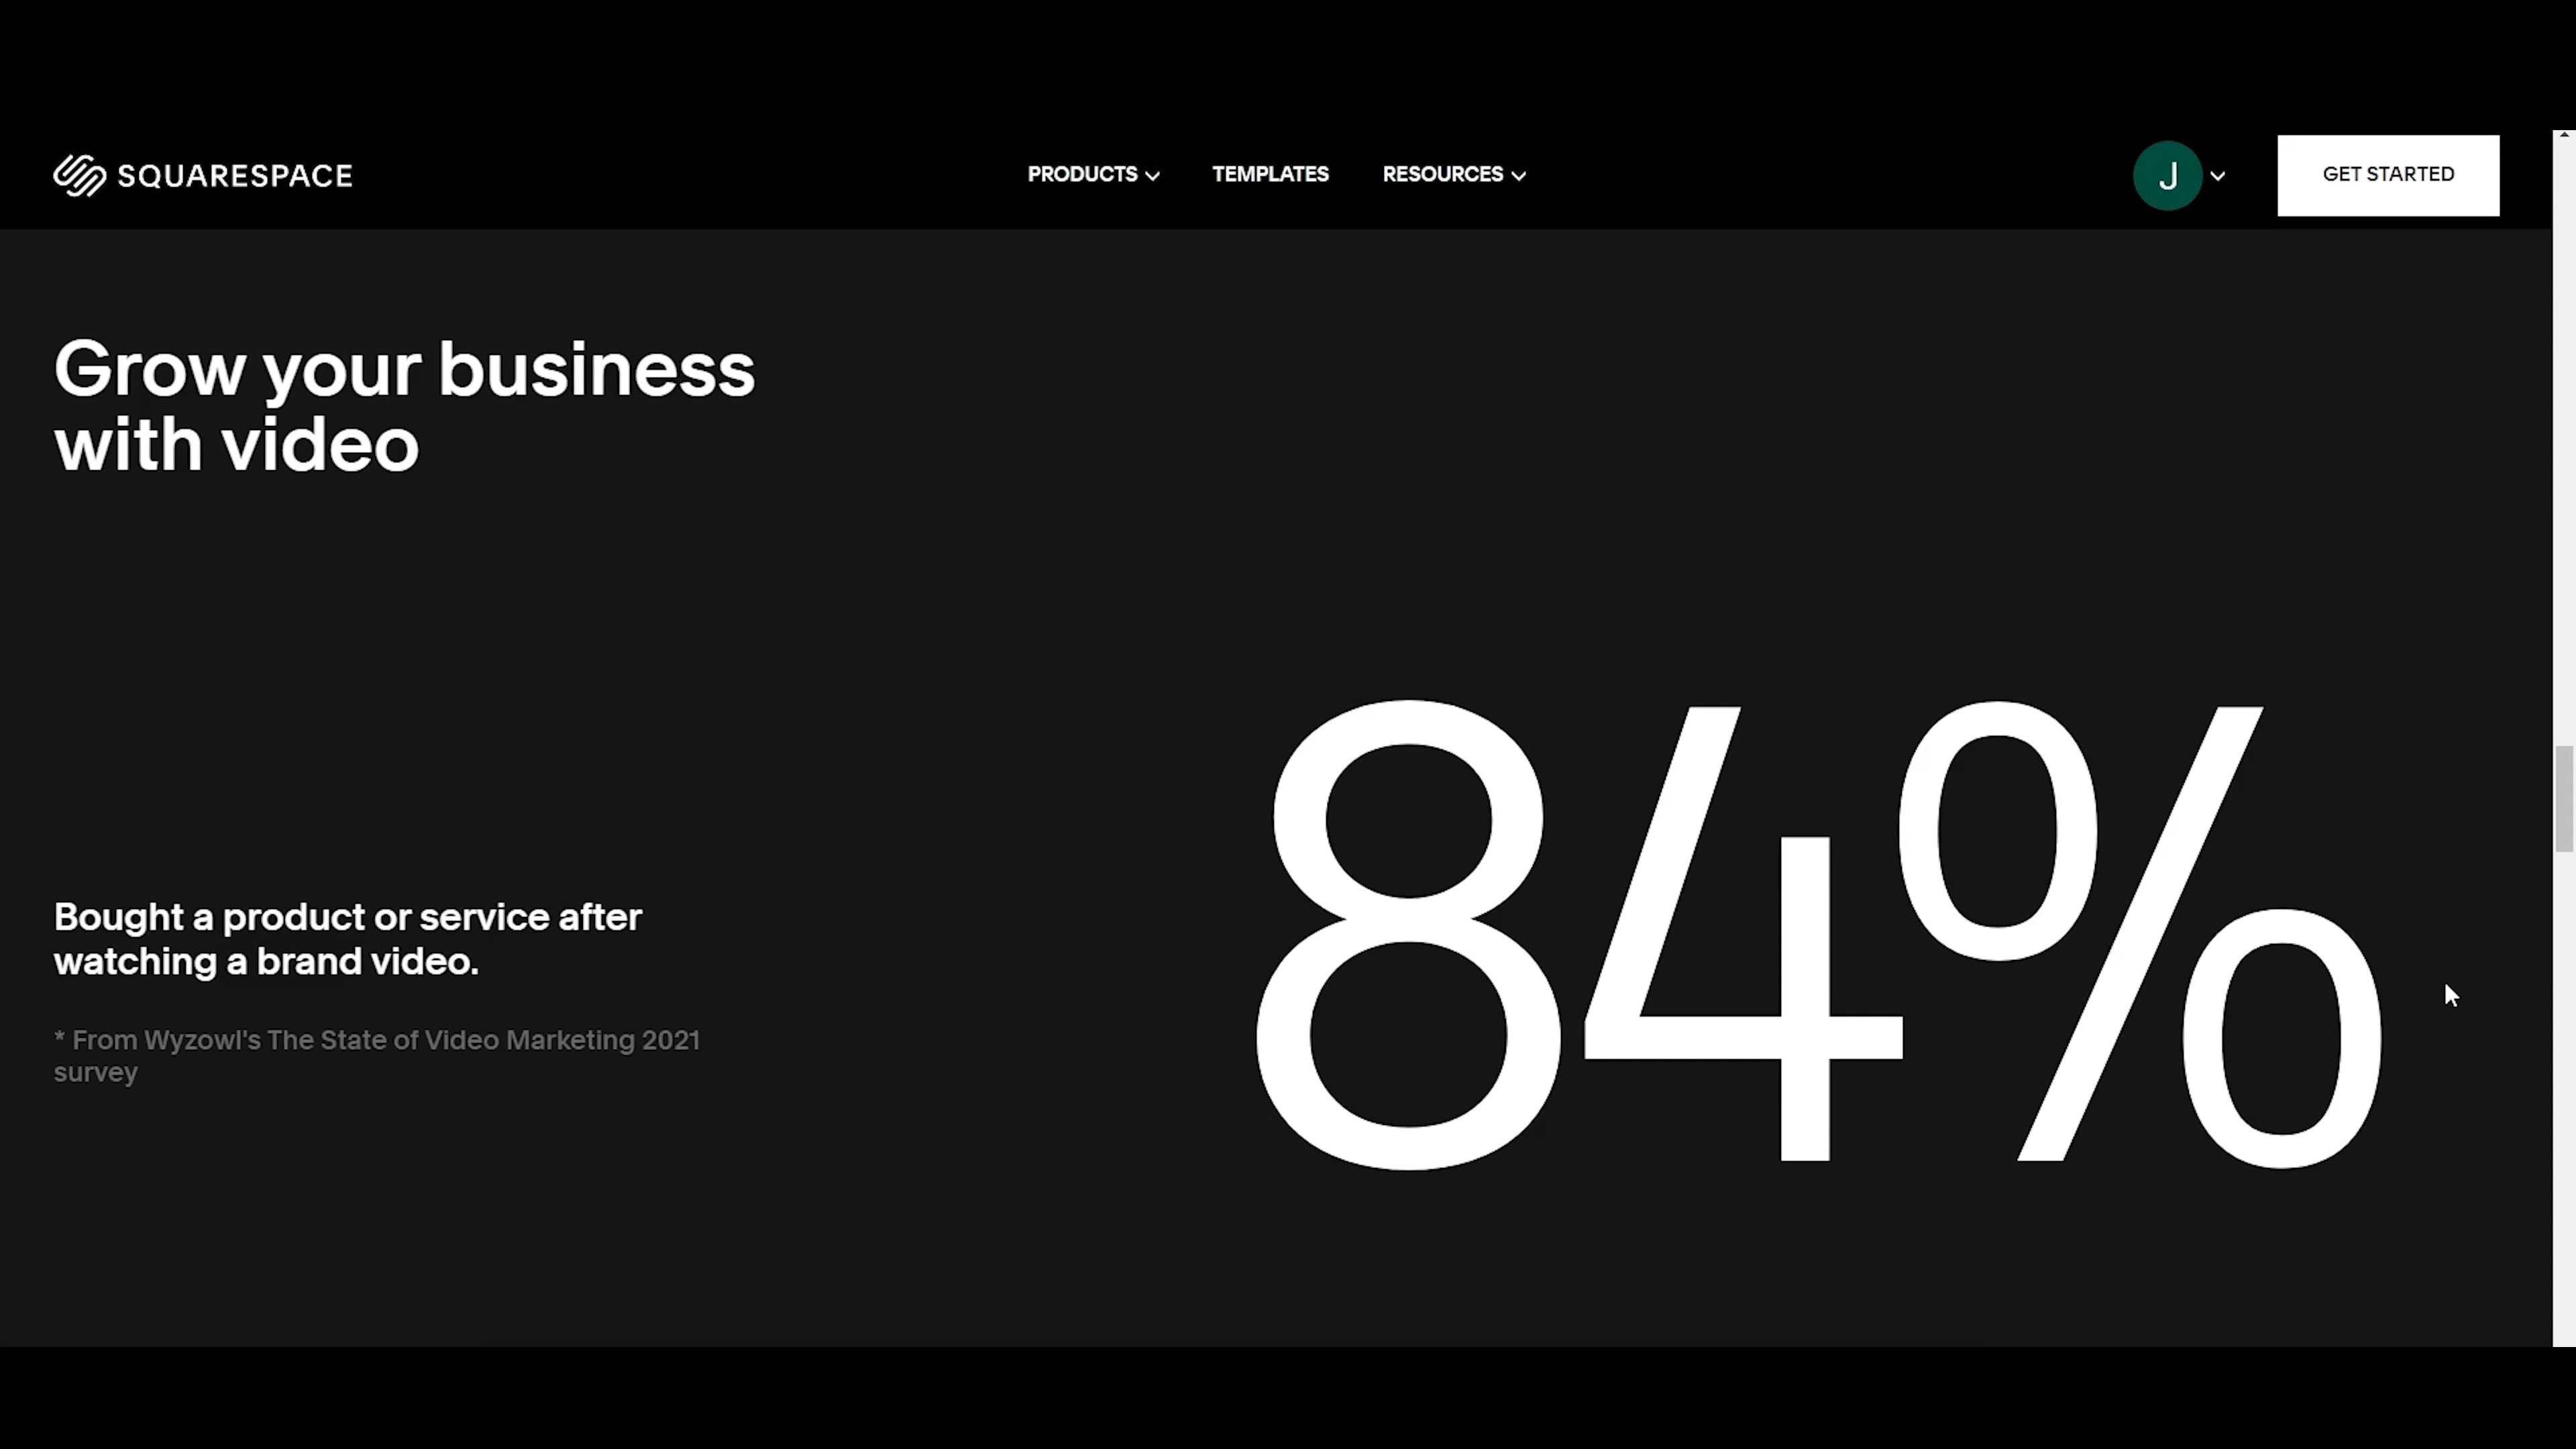 SQUARESPACE
PRODUCTS
TEMPLATES
RESOURCES
J
GET STARTED
Grow your business
with video
84%
Bought a product or service after
watching a brand video.
* From Wyzowl's The State of Video Marketing 2021
survey